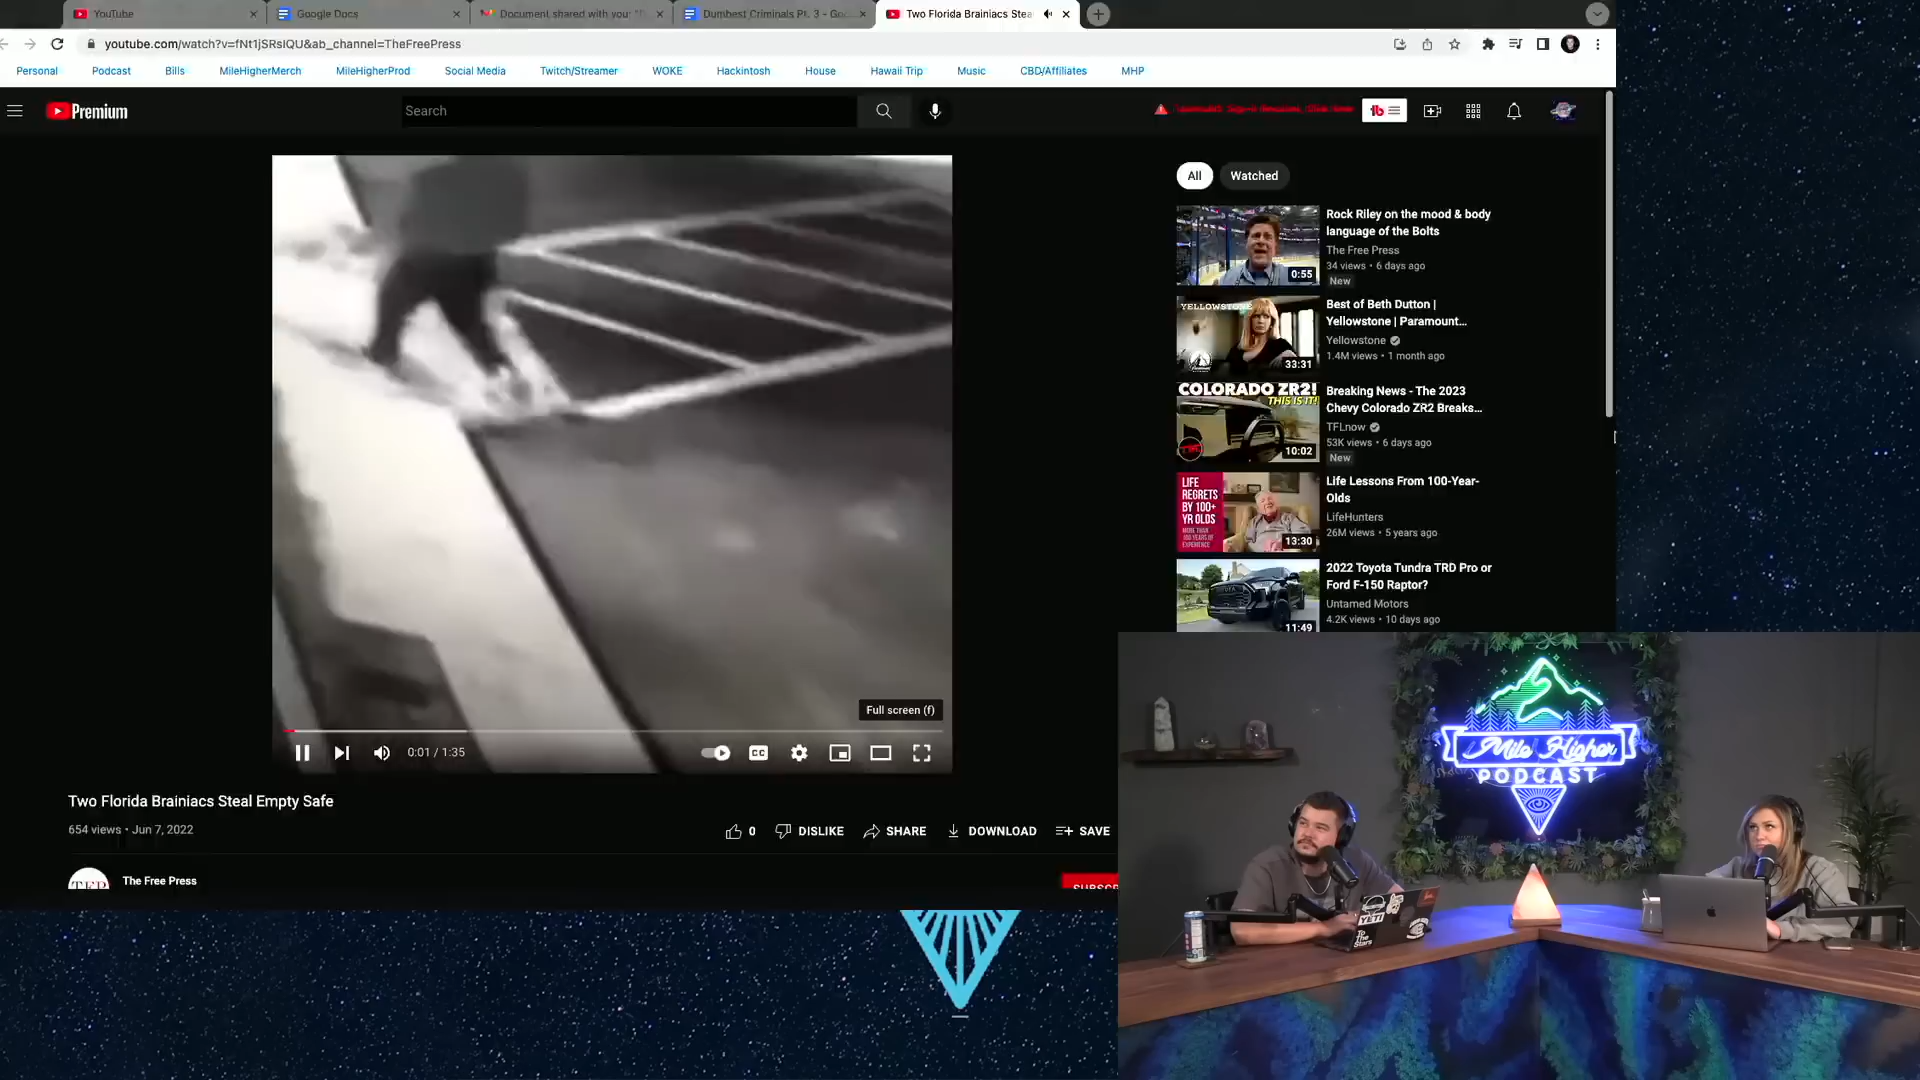 YouTube
Google Docs
Document shared with you: "
Dumbest Criminals Pt. 3 - Goo
Two Florida Brainiacs Stea
youtube.com/watch?v=fNt1jSRsIQU&ab_channel=TheFreePress
Personal
Podcast
Bills
MileHigherMerch
MileHigherProd
Social Media
Twitch/Streamer
WOKE
Hackintosh
House
Hawaii Trip
Music
CBD/Affiliates
MHP
Premium
Search
All
Watched
Rock Riley on the mood & body
language of the Bolts
The Free Press
34 views • 6 days ago
New
0:55
YELLOWSTONE
Best of Beth Dutton |
Yellowstone | Paramount...
Yellowstone
1.4M views • 1 month ago
33:31
COLORADO ZR2!
THIS IS IT!
Breaking News - The 2023
Chevy Colorado ZR2 Breaks...
TFLnow
53K views • 6 days ago
New
10:02
LIFE
REGRETS
BY 100+
YR OLDS
Life Lessons From 100-Year-
Olds
LifeHunters
26M views • 5 years ago
13:30
2022 Toyota Tundra TRD Pro or
Ford F-150 Raptor?
Untamed Motors
4.2K views • 10 days ago
11:49
Full screen (f)
0:01 / 1:35
CC
Two Florida Brainiacs Steal Empty Safe
654 views • Jun 7, 2022
0
DISLIKE
SHARE
DOWNLOAD
SAVE
The Free Press
SUBSC
Mile Higher
PODCAST
YETI
To The
Stars